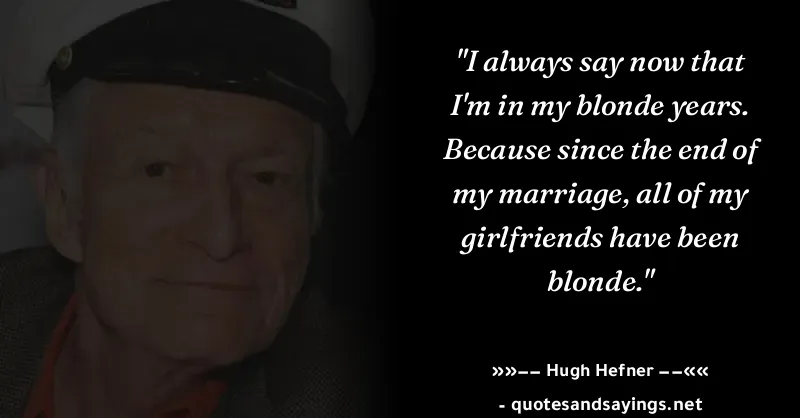 "I always say now that
I'm in my blonde years.
Because since the end of
my marriage, all of my
girlfriends have been
blonde."
»»–– Hugh Hefner ––««
- quotesandsayings.net